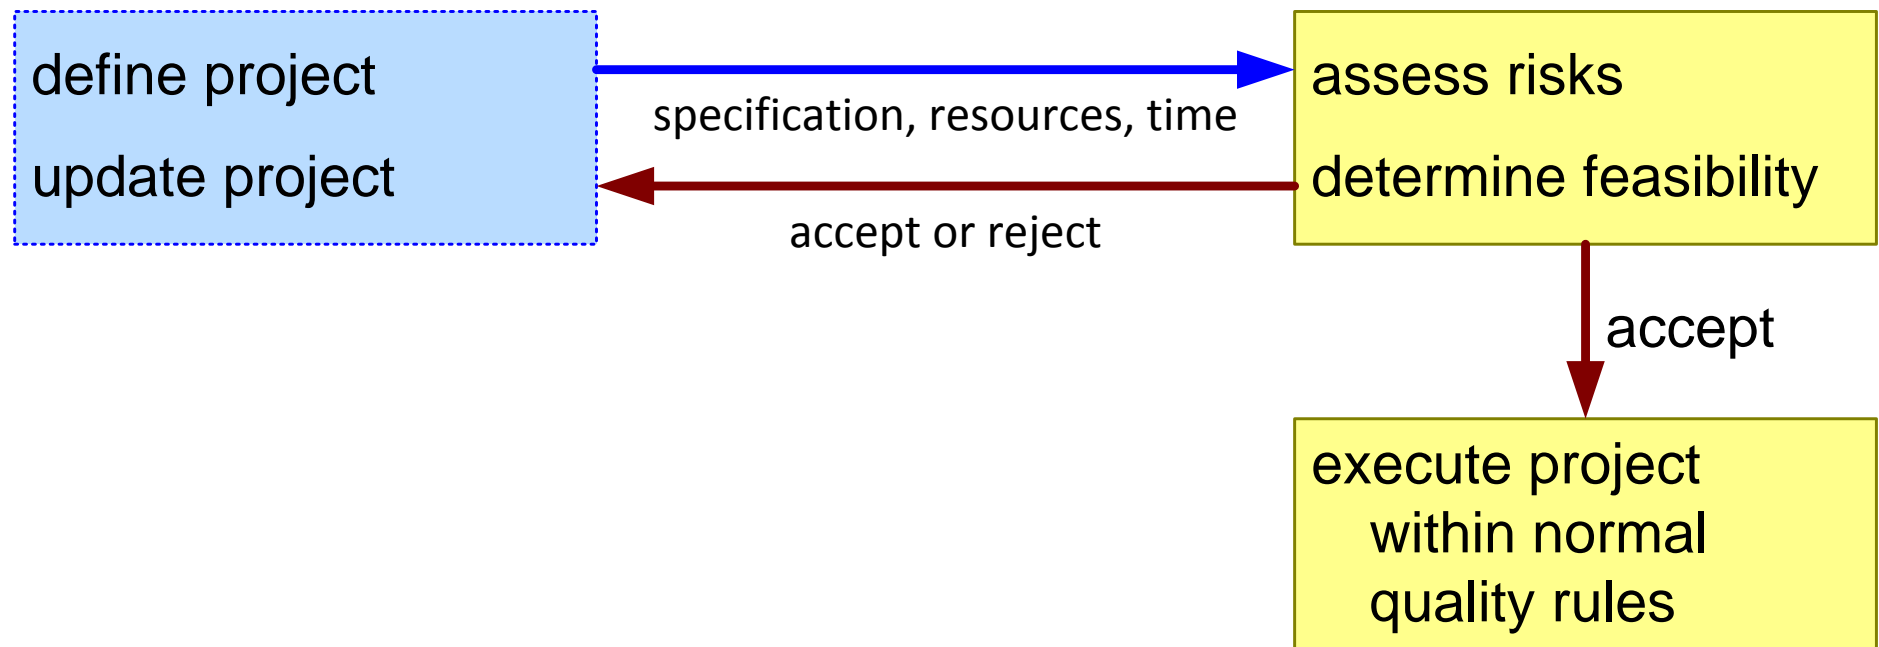 define project
update project
specification, resources, time
accept or reject
assess risks
determine feasibility
accept
execute project
within normal
quality rules